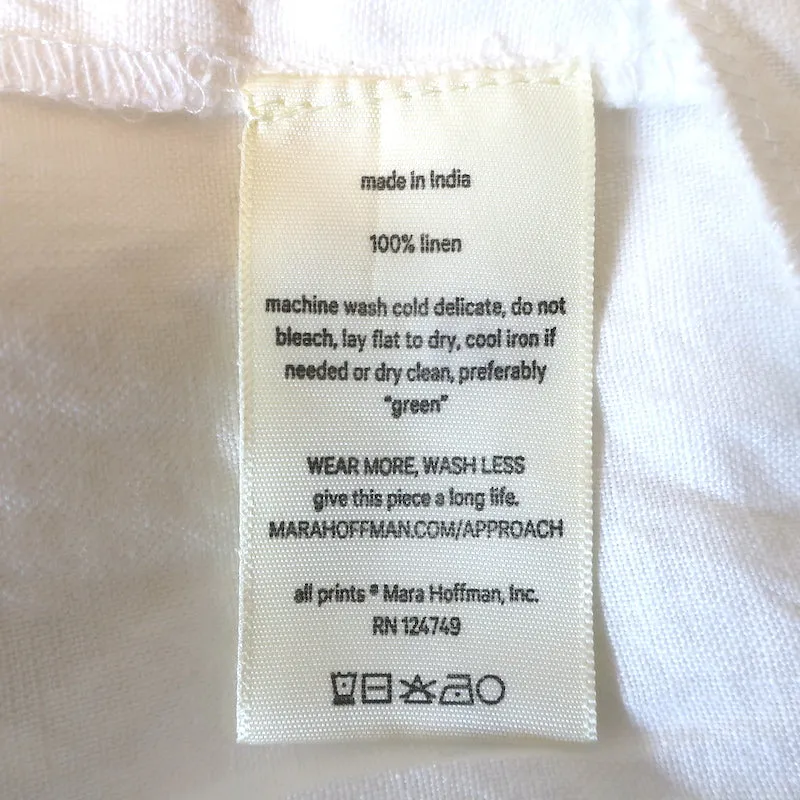 made in India
100% linen
machine wash cold delicate, do not
bleach, lay flat to dry, cool iron if
needed or dry clean, preferably
“green”
WEAR MORE, WASH LESS
give this piece a long life.
MARAHOFFMAN.COM/APPROACH
all prints ® Mara Hoffman, Inc.
RN 124749